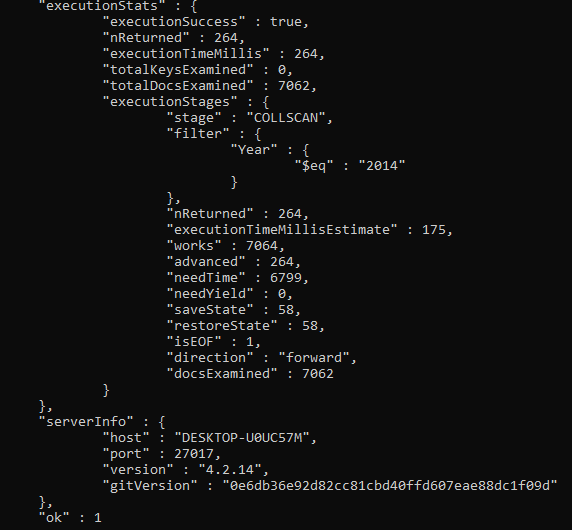 "executionStats" : {
"executionSuccess" : true,
"nReturned" : 264,
"executionTimeMillis" : 264,
"totalKeysExamined" : 0,
"totalDocsExamined" : 7062,
"executionStages" : {
"stage" : "COLLSCAN",
"filter" : {
"Year" : {
"$eq" : "2014"
}
},
"nReturned" : 264,
"executionTimeMillisEstimate" : 175,
"works" : 7064,
"advanced" : 264,
"needTime" : 6799,
"needYield" : 0,
"saveState" : 58,
"restoreState" : 58,
"isEOF" : 1,
"direction" : "forward",
"docsExamined" : 7062
}
},
"serverInfo" : {
"host" : "DESKTOP-U0UC57M",
"port" : 27017,
"version" : "4.2.14",
"gitVersion" : "0e6db36e92d82cc81cbd40ffd607eae88dc1f09d"
},
"ok" : 1